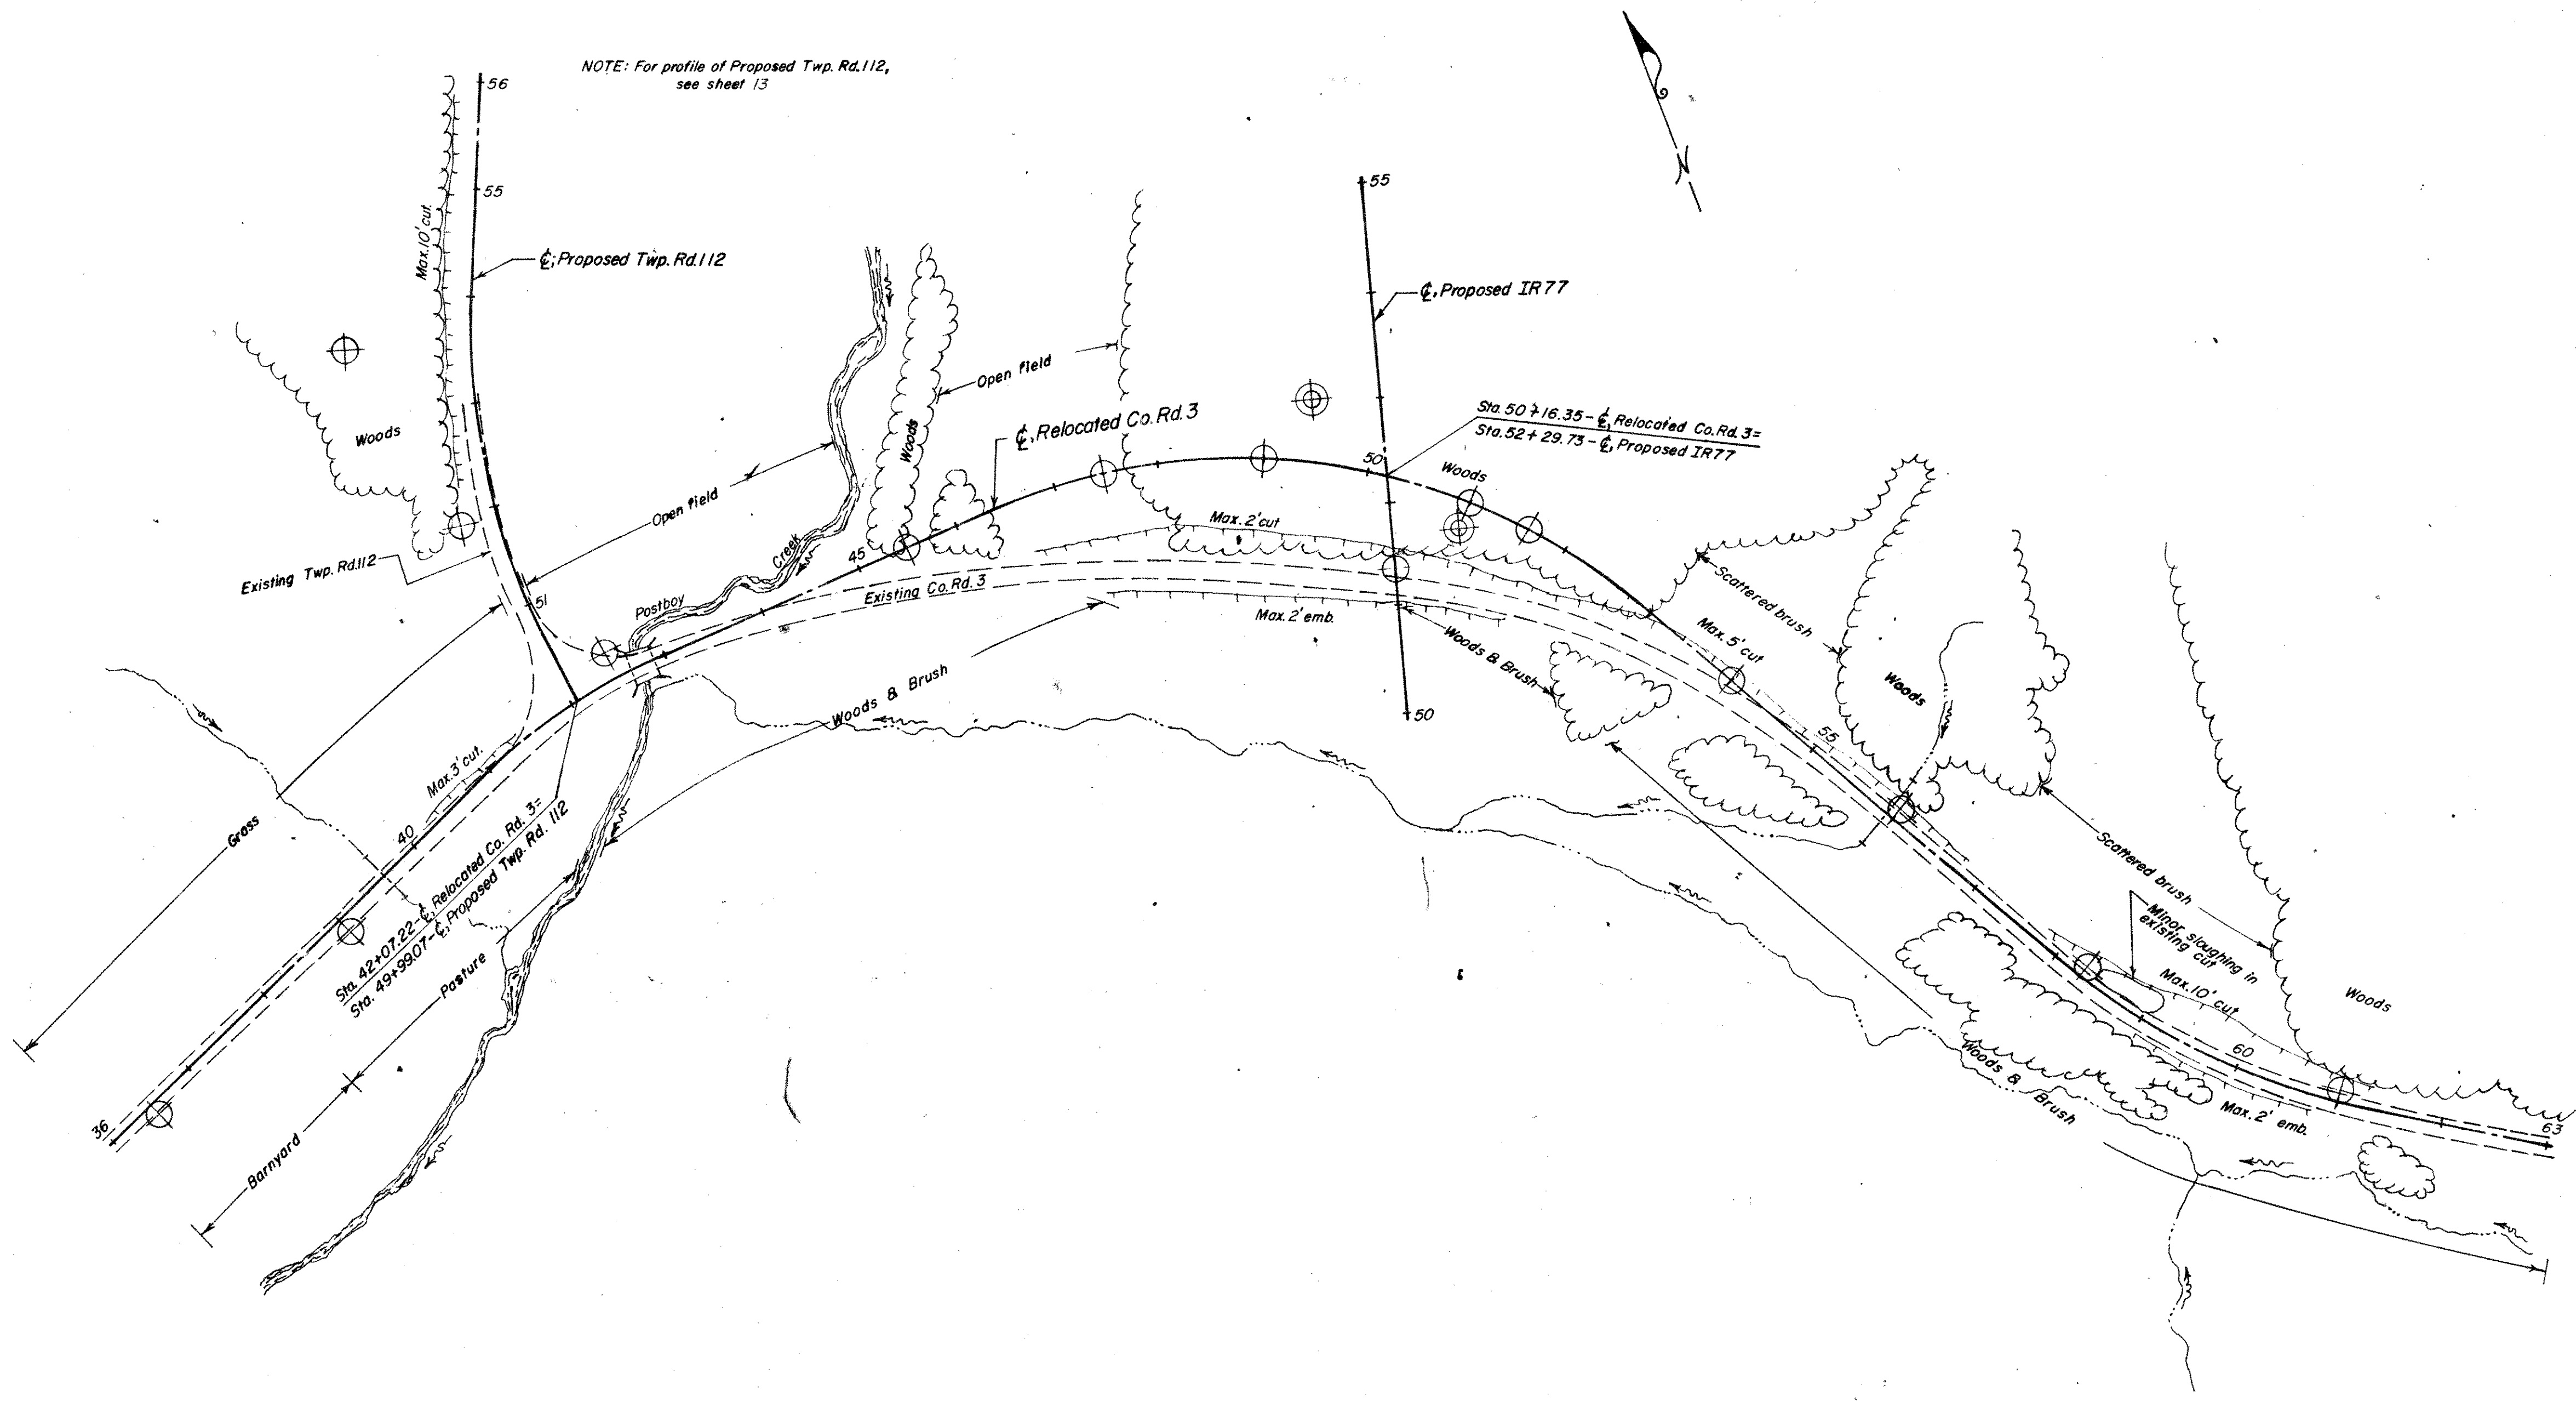 NOTE: For profile of Proposed Twp. Rd. 112,
see sheet 13
56
55
Max. 10' cut.
℄, Proposed Twp. Rd. 112
55
℄, Proposed IR 77
N
Open field
Woods
Woods
℄, Relocated Co. Rd. 3
Sta. 50+16.35 - ℄, Relocated Co. Rd. 3 =
Sta. 52+29.73 - ℄, Proposed IR 77
50
Woods
Open field
Max. 2' cut
Creek
45
Existing Twp. Rd. 112
51
Postboy
Existing Co. Rd. 3
Max. 2' emb.
Scattered brush
Max. 5' cut
Woods & Brush
Woods
Woods & Brush
50
55
Max. 3' cut.
40
Grass
Sta. 42+07.22 - ℄, Relocated Co. Rd. 3 =
Sta. 49+99.07 - ℄, Proposed Twp. Rd. 112
Scattered brush
Minor sloughing in
existing cut
Max. 10' cut
Woods
Pasture
60
Woods &
Brush
Max. 2' emb.
63
36
Barnyard